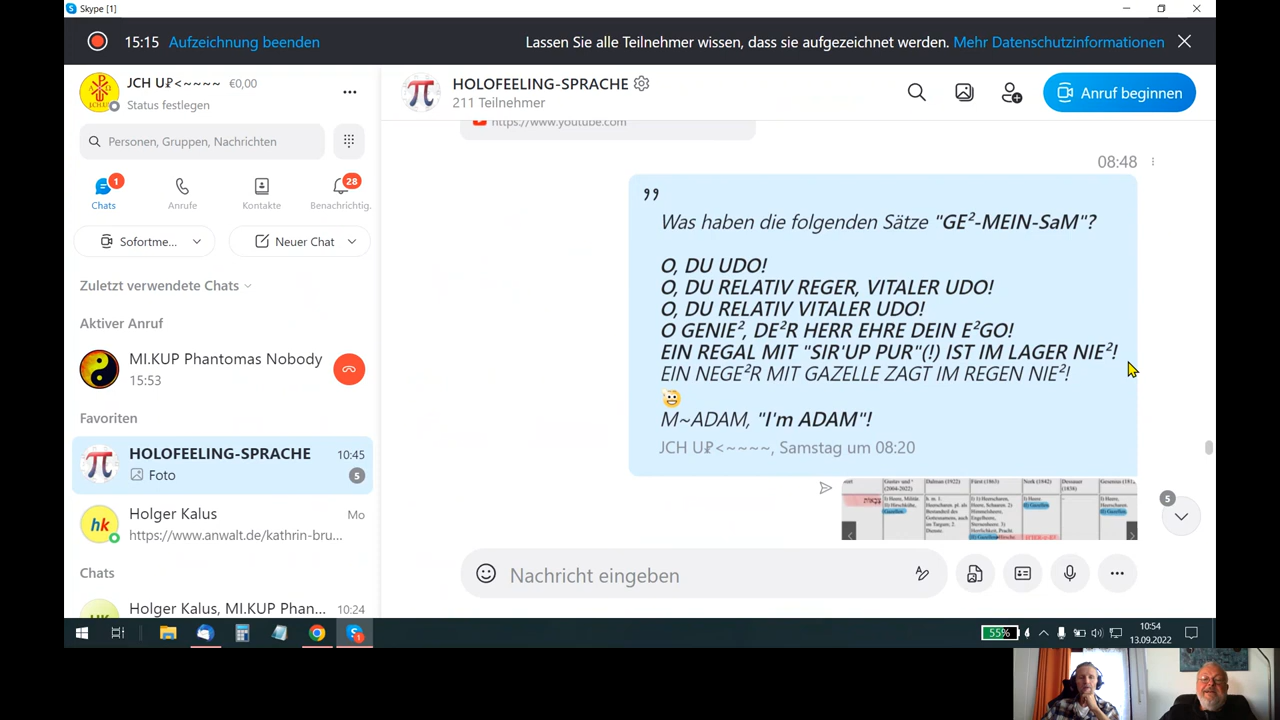 Skype [1]
15:15 Aufzeichnung beenden
Lassen Sie alle Teilnehmer wissen, dass sie aufgezeichnet werden. Mehr Datenschutzinformationen
JCH U₽<~~~~ €0,00
Status festlegen
Personen, Gruppen, Nachrichten
Chats 1
Anrufe
Kontakte
Benachrichtig. 28
Sofortme...
Neuer Chat
Zuletzt verwendete Chats
Aktiver Anruf
MI.KUP Phantomas Nobody
15:53
Favoriten
HOLOFEELING-SPRACHE 10:45
Foto 5
Holger Kalus Mo
https://www.anwalt.de/kathrin-bru...
Chats
Holger Kalus, MI.KUP Phan... 10:24
HOLOFEELING-SPRACHE
211 Teilnehmer
Anruf beginnen
https://www.youtube.com
08:48
Was haben die folgenden Sätze "GE²-MEIN-SaM"?
O, DU UDO!
O, DU RELATIV REGER, VITALER UDO!
O, DU RELATIV VITALER UDO!
O GENIE², DE²R HERR EHRE DEIN E²GO!
EIN REGAL MIT "SIR'UP PUR"(!) IST IM LAGER NIE²!
EIN NEGE²R MIT GAZELLE ZAGT IM REGEN NIE²!
M~ADAM, "I'm ADAM"!
JCH U₽<~~~~, Samstag um 08:20
5
Nachricht eingeben
55%
10:54
13.09.2022